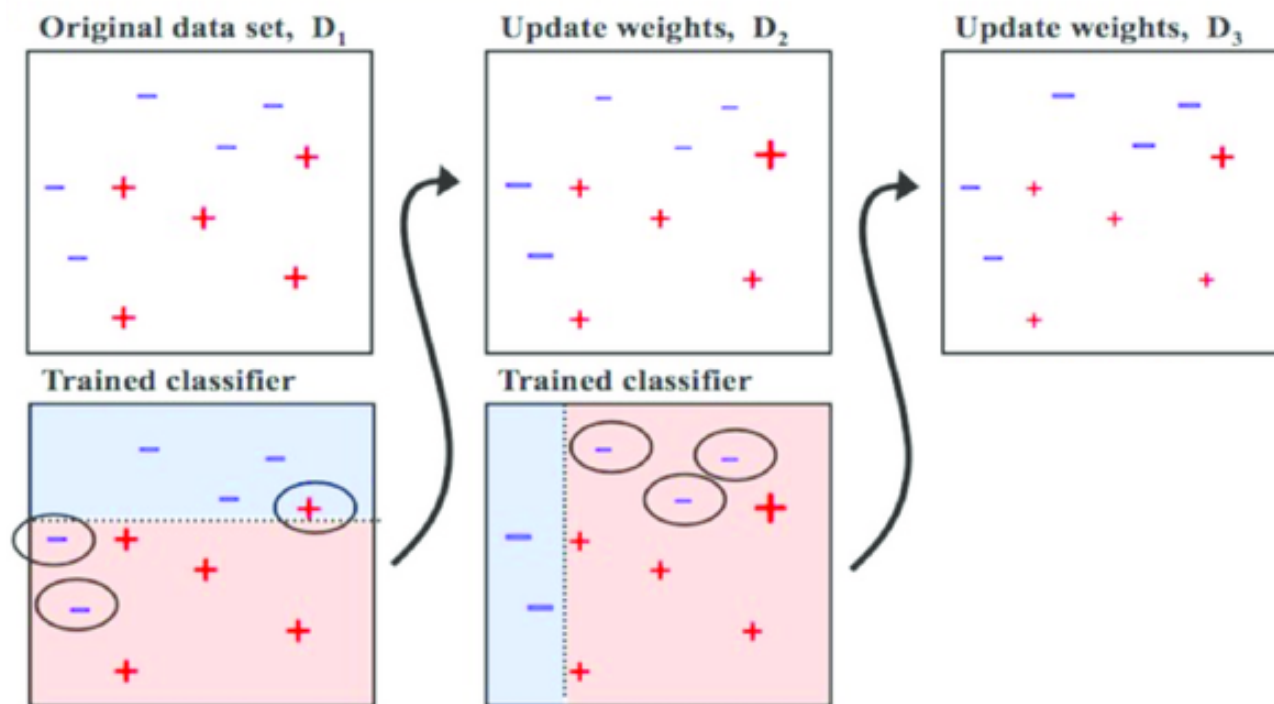 Original data set, D₁
Update weights, D₂
Update weights, D₃
Trained classifier
Trained classifier